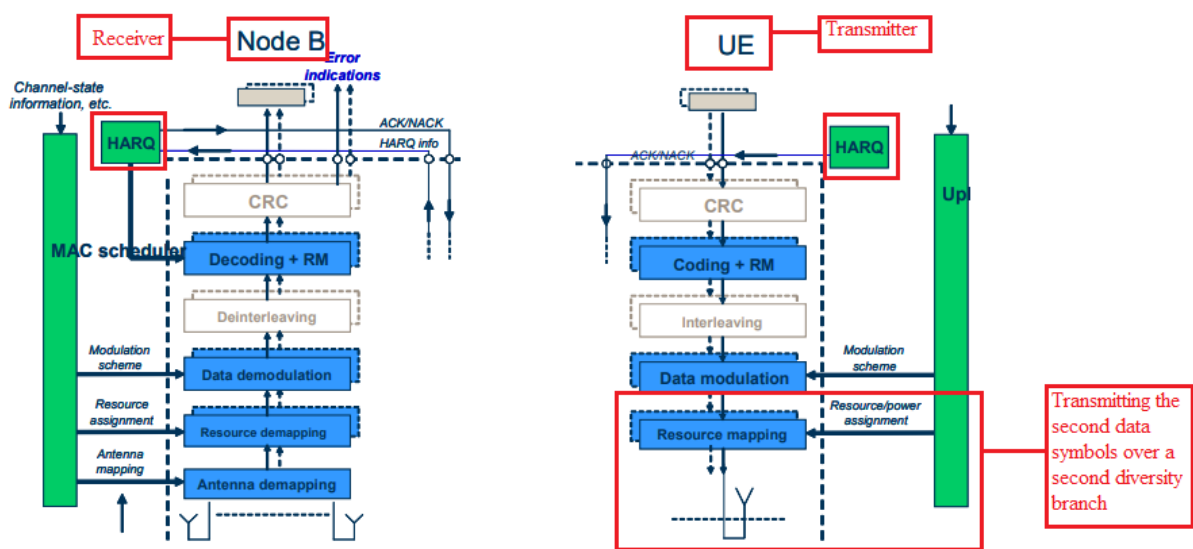 Receiver
Node B
Error
indications
Channel-state
information, etc.
HARQ
ACK/NACK
HARQ info
CRC
MAC scheduler
Decoding + RM
Deinterleaving
Modulation
scheme
Data demodulation
Resource
assignment
Resource demapping
Antenna
mapping
Antenna demapping
UE
Transmitter
ACK/NACK
HARQ
CRC
Upl
Coding + RM
Interleaving
Modulation
scheme
Data modulation
Resource/power
assignment
Resource mapping
Transmitting the
second data
symbols over a
second diversity
branch